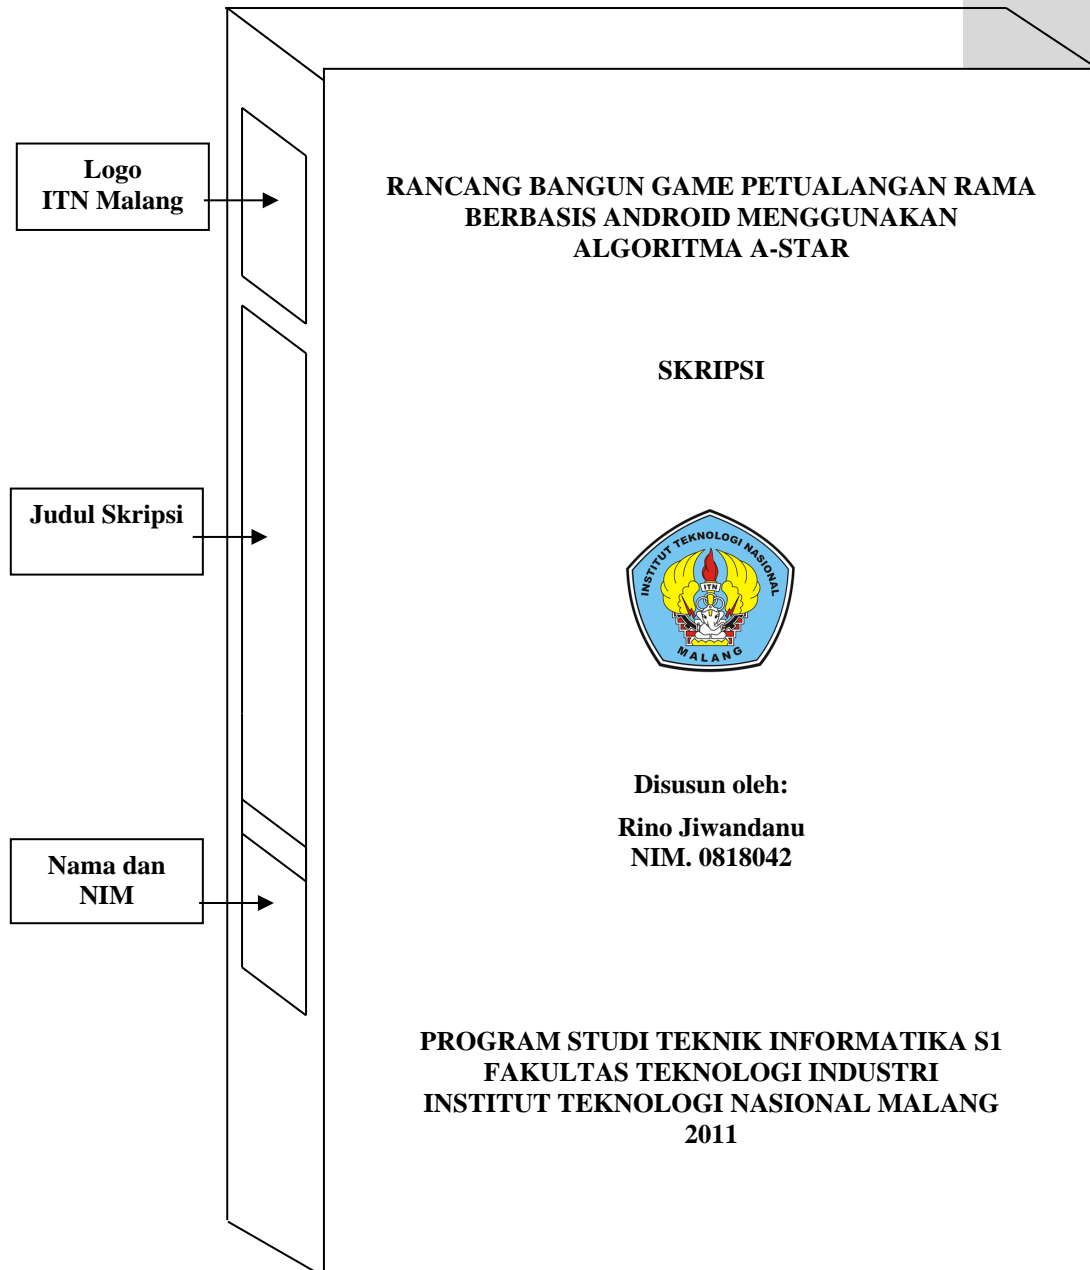 Logo
ITN Malang
RANCANG BANGUN GAME PETUALANGAN RAMA
BERBASIS ANDROID MENGGUNAKAN
ALGORITMA A-STAR
SKRIPSI
Judul Skripsi
INSTITUT TEKNOLOGI NASIONAL
ITN
MALANG
Disusun oleh:
Rino Jiwandanu
NIM. 0818042
Nama dan
NIM
PROGRAM STUDI TEKNIK INFORMATIKA S1
FAKULTAS TEKNOLOGI INDUSTRI
INSTITUT TEKNOLOGI NASIONAL MALANG
2011